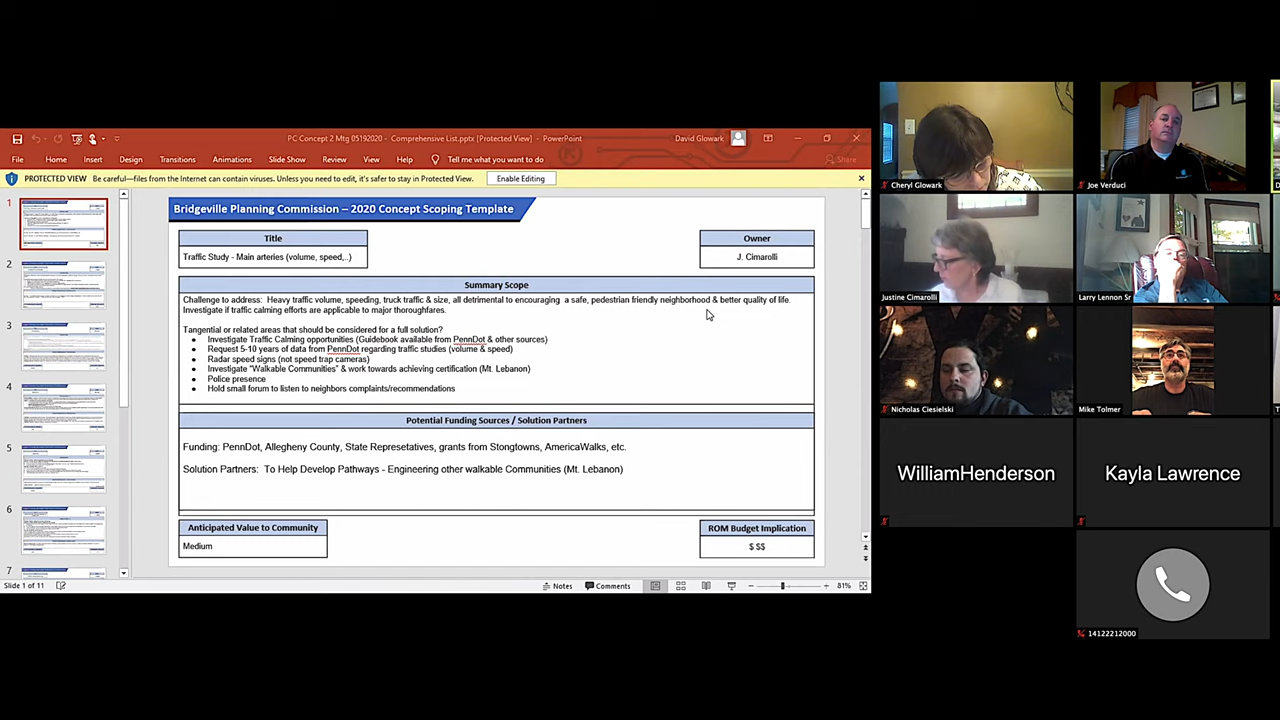 PC Concept 2 Mtg 05192020 - Comprehensive List.pptx [Protected View] - PowerPoint
David Glowark
File Home Insert Design Transitions Animations Slide Show Review View Help Tell me what you want to do
Share
PROTECTED VIEW Be careful—files from the Internet can contain viruses. Unless you need to edit, it's safer to stay in Protected View.
Enable Editing
1
2
3
4
5
6
7
Bridgeville Planning Commission – 2020 Concept Scoping Template
Title
Traffic Study - Main arteries (volume, speed,..)
Owner
J. Cimarolli
Summary Scope
Challenge to address: Heavy traffic volume, speeding, truck traffic & size, all detrimental to encouraging a safe, pedestrian friendly neighborhood & better quality of life.
Investigate if traffic calming efforts are applicable to major thoroughfares.
Tangential or related areas that should be considered for a full solution?
● Investigate Traffic Calming opportunities (Guidebook available from PennDot & other sources)
● Request 5-10 years of data from PennDot regarding traffic studies (volume & speed)
● Radar speed signs (not speed trap cameras)
● Investigate "Walkable Communities" & work towards achieving certification (Mt. Lebanon)
● Police presence
● Hold small forum to listen to neighbors complaints/recommendations
Potential Funding Sources / Solution Partners
Funding: PennDot, Allegheny County, State Represetatives, grants from Stongtowns, AmericaWalks, etc.
Solution Partners: To Help Develop Pathways - Engineering other walkable Communities (Mt. Lebanon)
Anticipated Value to Community
Medium
ROM Budget Implication
$ $$
Slide 1 of 11
Notes
Comments
81%
Cheryl Glowark
Joe Verduci
Justine Cimarolli
Larry Lennon Sr
Nicholas Ciesielski
Mike Tolmer
WilliamHenderson
Kayla Lawrence
14122212000